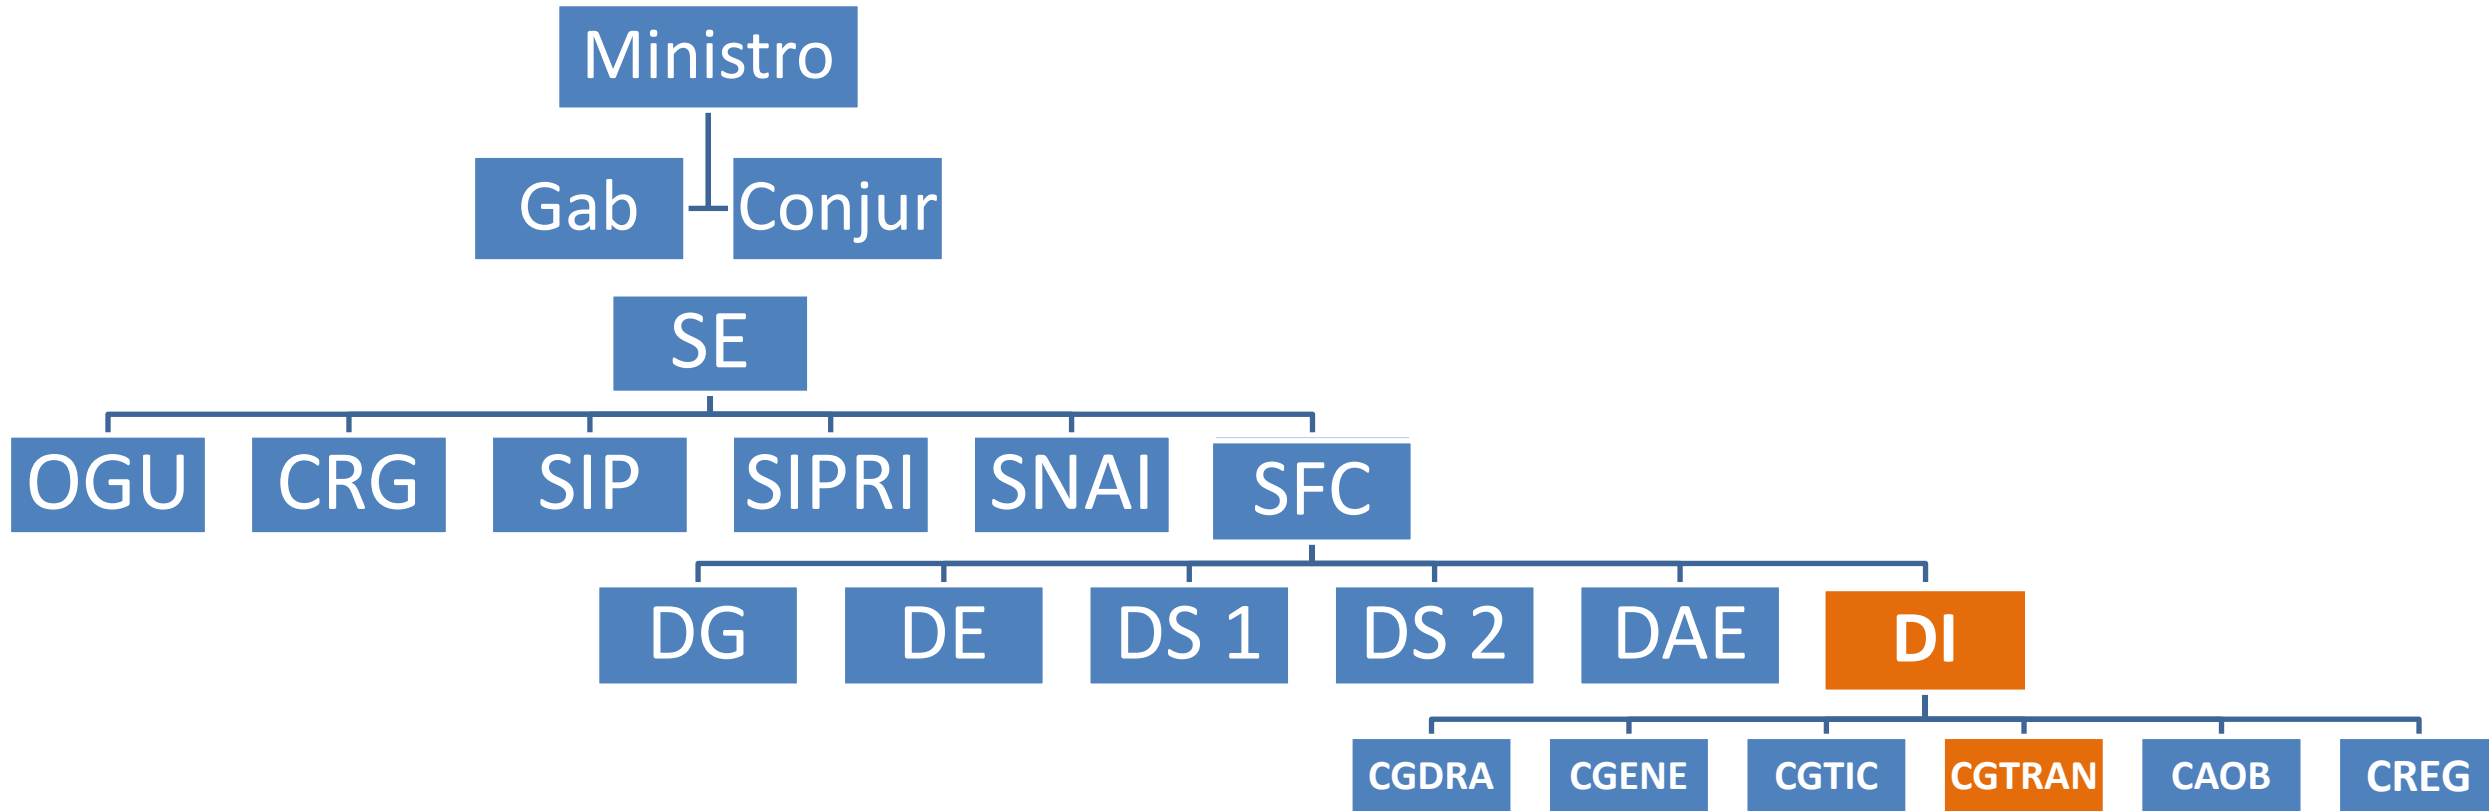 Ministro
Gab
Conjur
SE
OGU
CRG
SIP
SIPRI
SNAI
SFC
DG
DE
DS 1
DS 2
DAE
DI
CGDRA
CGENE
CGTIC
CGTRAN
CAOB
CREG